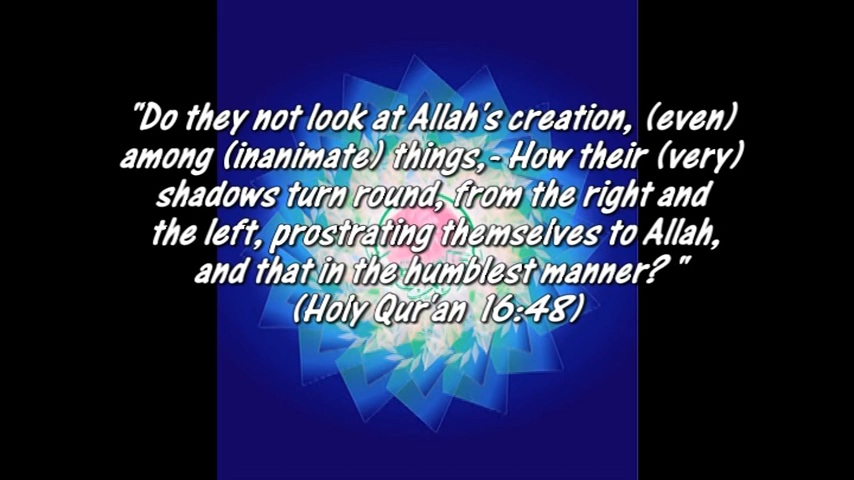 "Do they not look at Allah's creation, (even)
among (inanimate) things,- How their (very)
shadows turn round, from the right and
the left, prostrating themselves to Allah,
and that in the humblest manner? "
(Holy Qur'an 16:48)